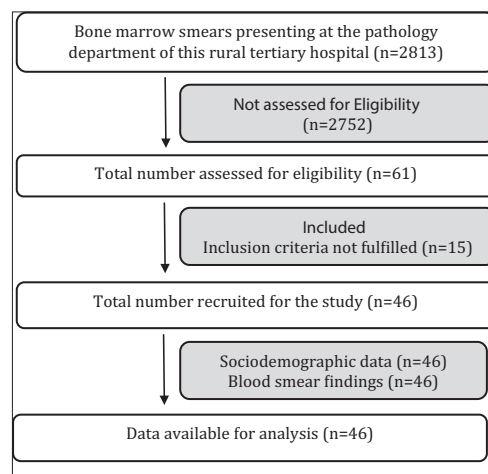 Bone marrow smears presenting at the pathology
department of this rural tertiary hospital (n=2813)
Not assessed for Eligibility
(n=2752)
Total number assessed for eligibility (n=61)
Included
Inclusion criteria not fulfilled (n=15)
Total number recruited for the study (n=46)
Sociodemographic data (n=46)
Blood smear findings (n=46)
Data available for analysis (n=46)